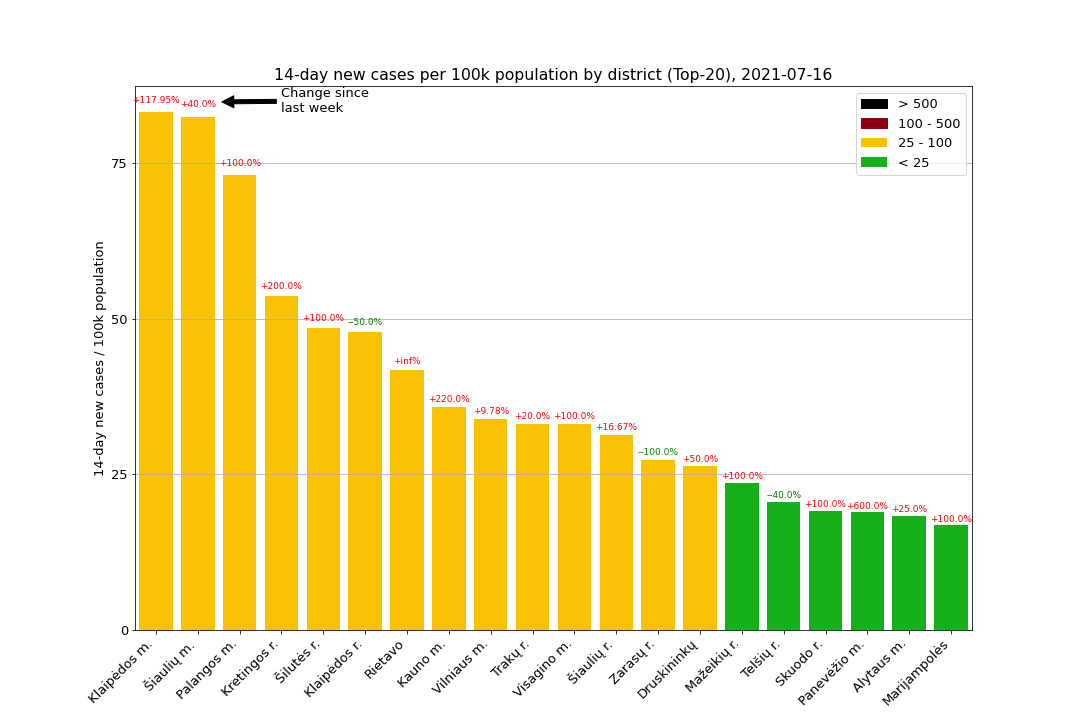 14-day new cases per 100k population by district (Top-20), 2021-07-16
+117.95%
+40.0%
Change since
last week
> 500
100 - 500
25 - 100
< 25
+100.0%
+200.0%
+100.0%
−50.0%
+inf%
+220.0%
+9.78%
+20.0%
+100.0%
+16.67%
−100.0%
+50.0%
+100.0%
−40.0%
+100.0%
+600.0%
+25.0%
+100.0%
75
50
25
0
14-day new cases / 100k population
Klaipėdos m.
Šiaulių m.
Palangos m.
Kretingos r.
Šilutės r.
Klaipėdos r.
Rietavo
Kauno m.
Vilniaus m.
Trakų r.
Visagino m.
Šiaulių r.
Zarasų r.
Druskininkų
Mažeikių r.
Telšių r.
Skuodo r.
Panevėžio m.
Alytaus m.
Marijampolės